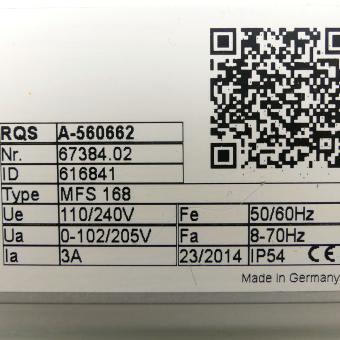 RQS A-560662
Nr. 67384.02
ID 616841
Type MFS 168
Ue 110/240V Fe 50/60Hz
Ua 0-102/205V Fa 8-70Hz
Ia 3A 23/2014 IP54 CE
Made in Germany